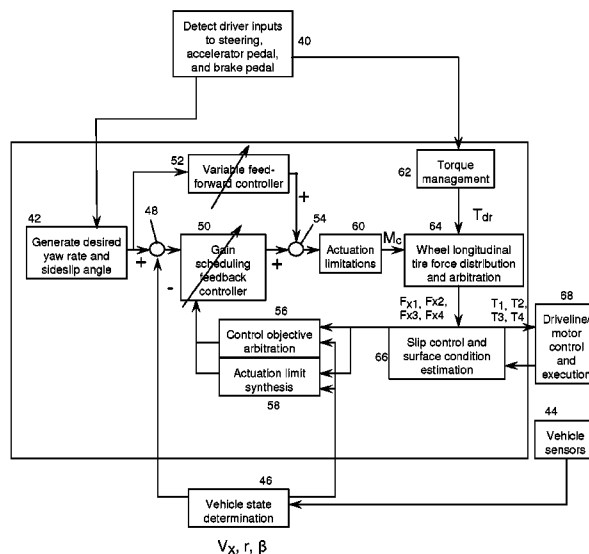 Detect driver inputs
to steering,
accelerator pedal,
and brake pedal
40
52
Variable feed-
forward controller
62
Torque
management
+
42
48
50
54
60
Mc
64
Tdr
Generate desired
yaw rate and
sideslip angle
+
-
Gain
scheduling
feedback
controller
+
Actuation
limitations
Wheel longitudinal
tire force distribution
and arbitration
56
Fx1, Fx2,
Fx3, Fx4
T1, T2,
T3, T4
68
Control objective
arbitration
66
Slip control and
surface condition
estimation
Driveline/
motor
control
and
execution
Actuation limit
synthesis
58
44
Vehicle
sensors
46
Vehicle state
determination
Vx, r, β